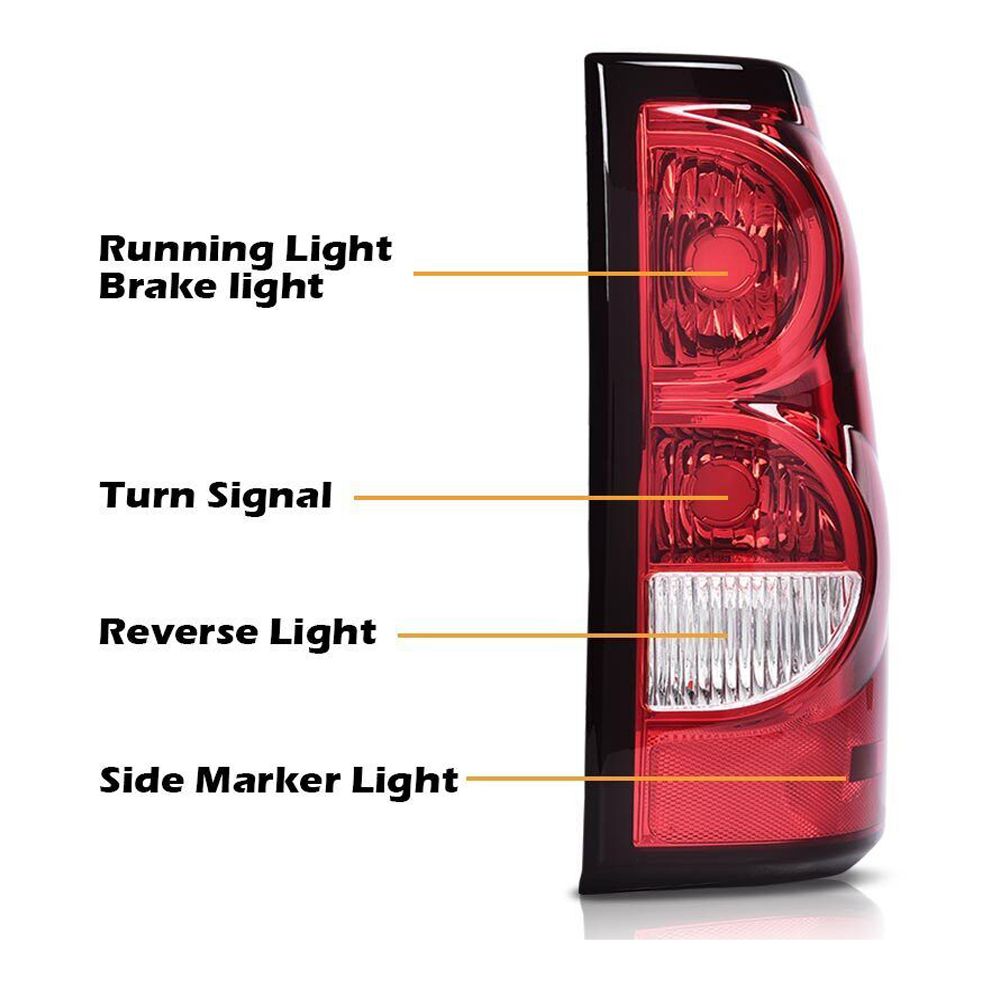 Running Light
Brake light
Turn Signal
Reverse Light
Side Marker Light